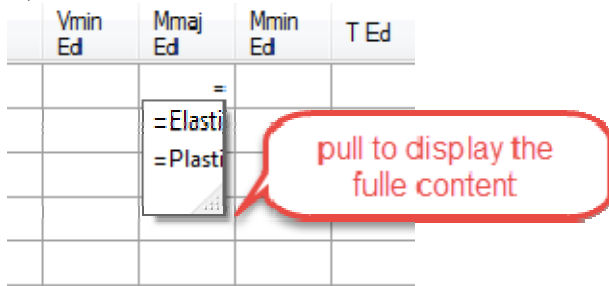 Vmin Ed Mmaj Ed Mmin Ed T Ed
=
=Elasti
=Plasti
pull to display the
fulle content